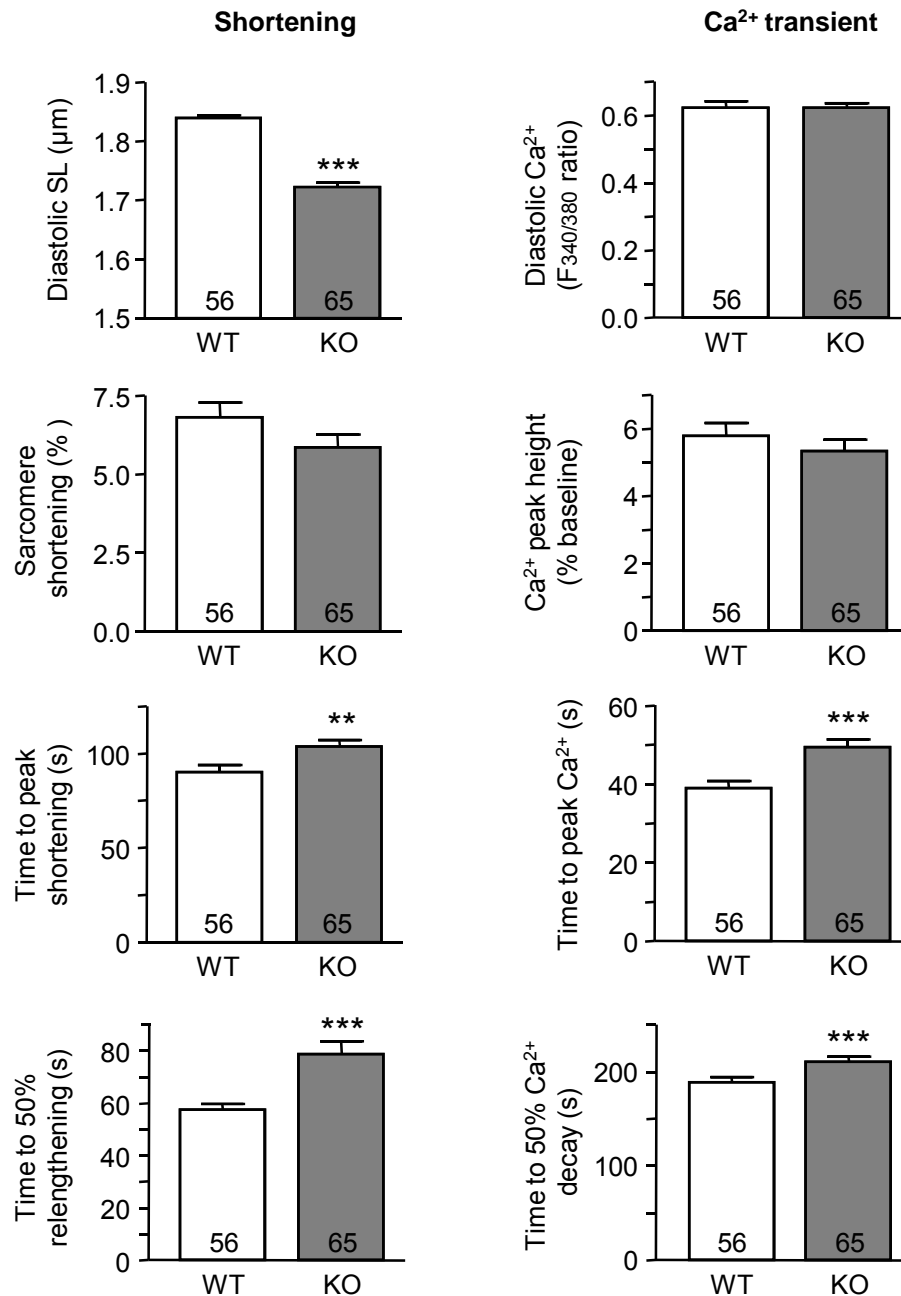 Shortening
Ca²⁺ transient
Diastolic SL (µm)
1.9
1.8
1.7
1.6
1.5
***
56
65
WT
KO
Diastolic Ca²⁺
(F340/380 ratio)
0.6
0.4
0.2
0.0
56
65
WT
KO
Sarcomere
shortening (%)
7.5
5.0
2.5
0.0
56
65
WT
KO
Ca²⁺ peak height
(% baseline)
6
4
2
0
56
65
WT
KO
Time to peak
shortening (s)
100
50
0
**
56
65
WT
KO
Time to peak Ca²⁺ (s)
60
40
20
0
***
56
65
WT
KO
Time to 50%
relengthening (s)
80
60
40
20
0
***
56
65
WT
KO
Time to 50% Ca²⁺
decay (s)
200
100
0
***
56
65
WT
KO